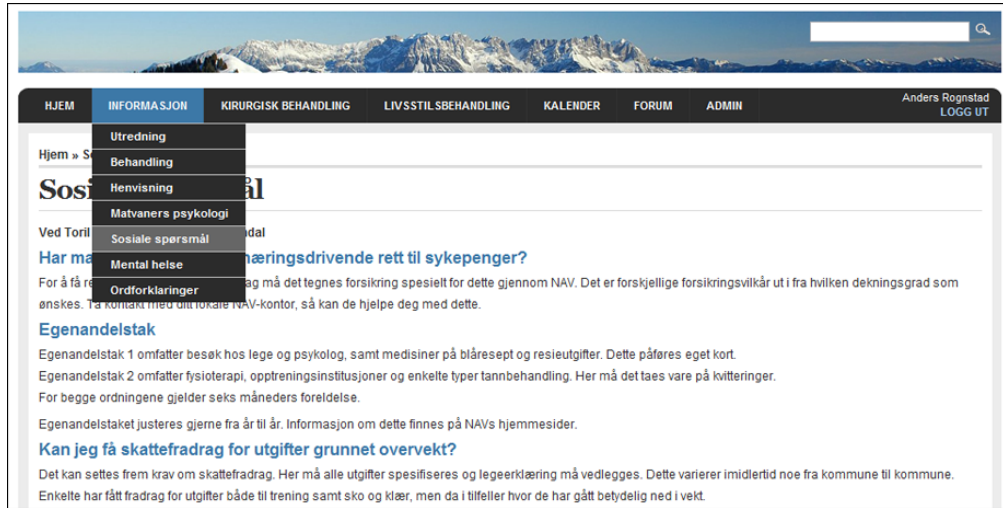 HJEM INFORMASJON KIRURGISK BEHANDLING LIVSSTILSBEHANDLING KALENDER FORUM ADMIN Anders Rognstad
LOGG UT
Utredning
Behandling
Henvisning
Matvaners psykologi
Sosiale spørsmål
Mental helse
Ordforklaringer
Hjem »
Ved Toril
næringsdrivende rett til sykepenger?
For å få må det tegnes forsikring spesielt for dette gjennom NAV. Det er forskjellige forsikringsvilkår ut i fra hvilken dekningsgrad som
ønskes. Ta kontakt med ditt lokale NAV-kontor, så kan de hjelpe deg med dette.
Egenandelstak
Egenandelstak 1 omfatter besøk hos lege og psykolog, samt medisiner på blåresept og resieutgifter. Dette påføres eget kort.
Egenandelstak 2 omfatter fysioterapi, opptreningsinstitusjoner og enkelte typer tannbehandling. Her må det taes vare på kvitteringer.
For begge ordningene gjelder seks måneders foreldelse.
Egenandelstaket justeres gjerne fra år til år. Informasjon om dette finnes på NAVs hjemmesider.
Kan jeg få skattefradrag for utgifter grunnet overvekt?
Det kan settes frem krav om skattefradrag. Her må alle utgifter spesifiseres og legeerklæring må vedlegges. Dette varierer imidlertid noe fra kommune til kommune.
Enkelte har fått fradrag for utgifter både til trening samt sko og klær, men da i tilfeller hvor de har gått betydelig ned i vekt.